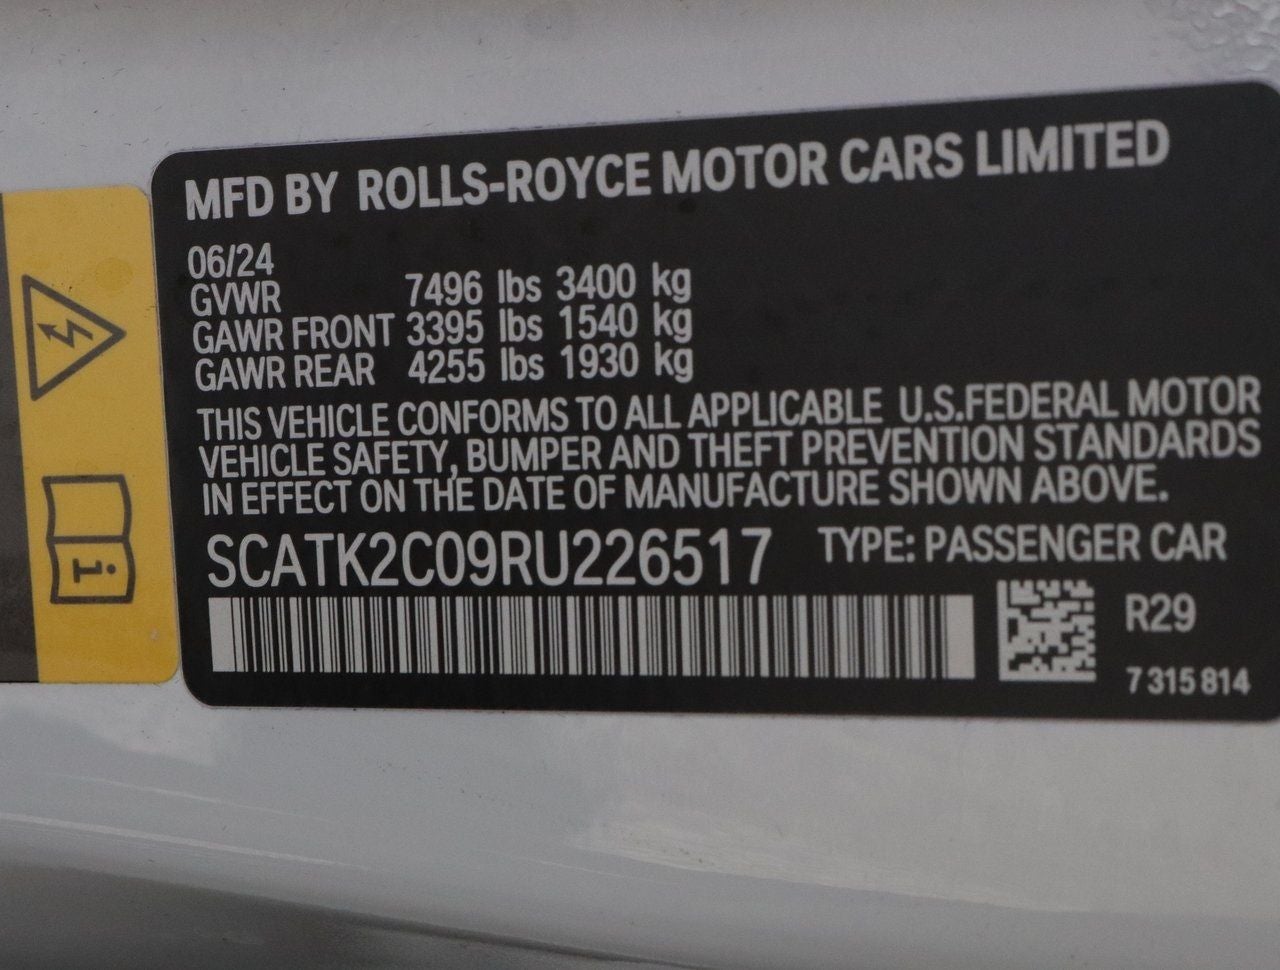 MFD BY ROLLS-ROYCE MOTOR CARS LIMITED
06/24
GVWR 7496 lbs 3400 kg
GAWR FRONT 3395 lbs 1540 kg
GAWR REAR 4255 lbs 1930 kg
THIS VEHICLE CONFORMS TO ALL APPLICABLE U.S.FEDERAL MOTOR
VEHICLE SAFETY, BUMPER AND THEFT PREVENTION STANDARDS
IN EFFECT ON THE DATE OF MANUFACTURE SHOWN ABOVE.
SCATK2C09RU226517 TYPE: PASSENGER CAR
R29
7 315 814
i